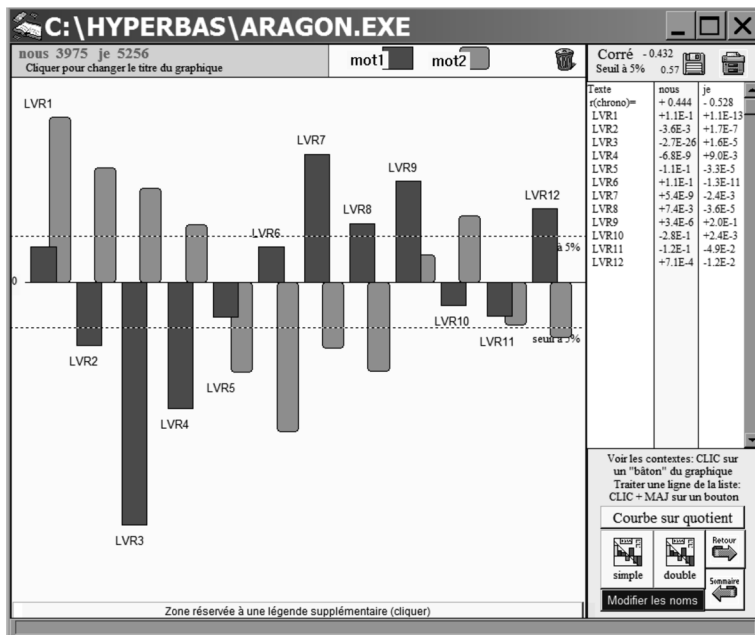 C:\HYPERBAS\ARAGON.EXE
nous 3975 je 5256
Cliquer pour changer le titre du graphique
mot1 mot2
Corré - 0.432
Seuil à 5% 0.57
LVR1
LVR7
LVR9
LVR8
LVR12
LVR6
à 5%
0
LVR10
seuil à 5%
LVR11
LVR2
LVR5
LVR4
LVR3
Texte nous je
r(chrono)= + 0.444 - 0.528
LVR1 +1.1E-1 +1.1E-13
LVR2 -3.6E-3 +1.7E-7
LVR3 -2.7E-26 +1.6E-5
LVR4 -6.8E-9 +9.0E-3
LVR5 -1.1E-1 -3.3E-5
LVR6 +1.1E-1 -1.3E-11
LVR7 +5.4E-9 -2.4E-3
LVR8 +7.4E-3 -3.6E-5
LVR9 +3.4E-6 +2.0E-1
LVR10 -2.8E-1 +2.4E-3
LVR11 -1.2E-1 -4.9E-2
LVR12 +7.1E-4 -1.2E-2
Voir les contextes: CLIC sur
un "bâton" du graphique
Traiter une ligne de la liste:
CLIC + MAJ sur un bouton
Courbe sur quotient
simple double
Retour
Sommaire
Modifier les noms
Zone réservée à une légende supplémentaire (cliquer)